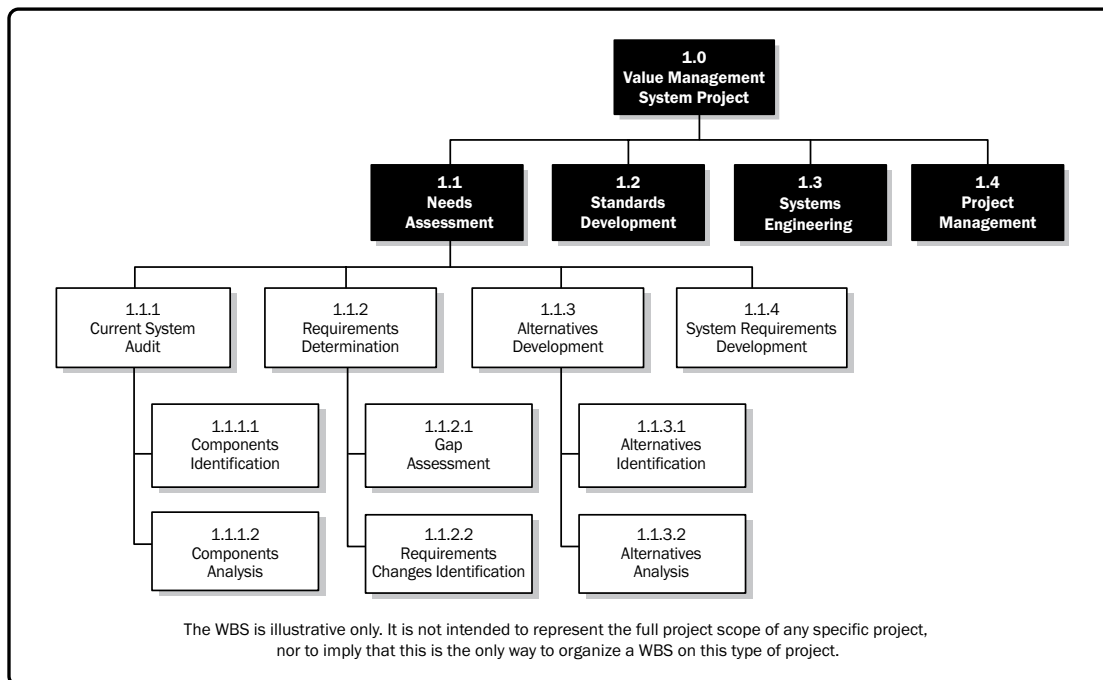 1.0
Value Management
System Project
1.1
Needs
Assessment
1.2
Standards
Development
1.3
Systems
Engineering
1.4
Project
Management
1.1.1
Current System
Audit
1.1.2
Requirements
Determination
1.1.3
Alternatives
Development
1.1.4
System Requirements
Development
1.1.1.1
Components
Identification
1.1.2.1
Gap
Assessment
1.1.3.1
Alternatives
Identification
1.1.1.2
Components
Analysis
1.1.2.2
Requirements
Changes Identification
1.1.3.2
Alternatives
Analysis
The WBS is illustrative only. It is not intended to represent the full project scope of any specific project,
nor to imply that this is the only way to organize a WBS on this type of project.